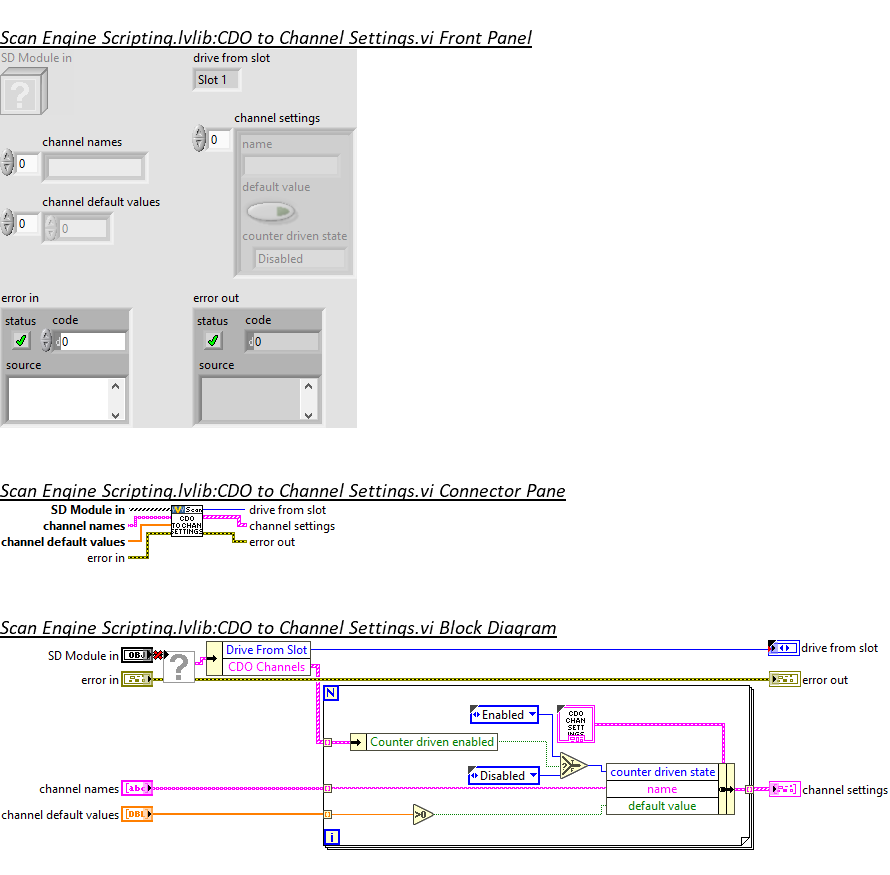 Scan Engine Scripting.lvlib:CDO to Channel Settings.vi Front Panel
SD Module in
drive from slot
?
Slot 1
channel settings
0
channel names
name
0
channel default values
default value
0
0
counter driven state
Disabled
error in
error out
status code
status code
d 0
d 0
source
source
Scan Engine Scripting.lvlib:CDO to Channel Settings.vi Connector Pane
SD Module in
drive from slot
channel names
channel settings
channel default values
error out
error in
V Scan
CDO
TO CHAN
SETTINGS
Scan Engine Scripting.lvlib:CDO to Channel Settings.vi Block Diagram
SD Module in
OBJ
?
Drive From Slot
drive from slot
CDO Channels
error in
error out
N
Enabled
CDO
CHAN
SETT
INGS
Counter driven enabled
?
T
F
Disabled
counter driven state
channel names
abc
name
channel settings
channel default values
DBL
>0
default value
i